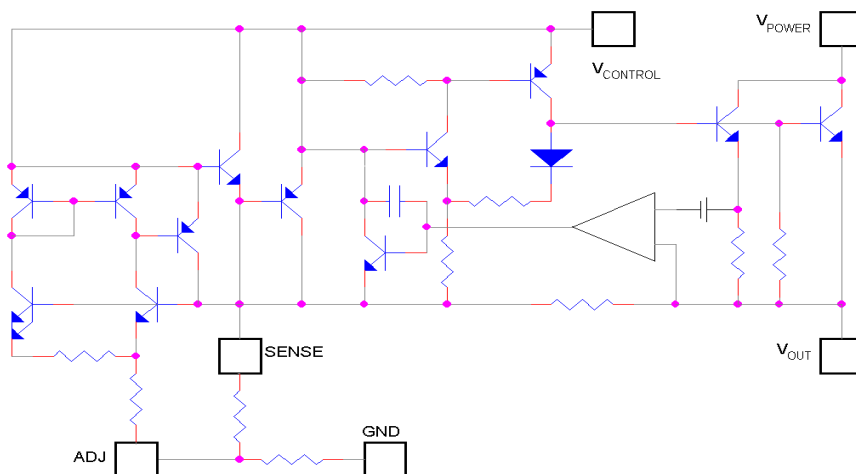 VPOWER
VCONTROL
SENSE
VOUT
GND
ADJ